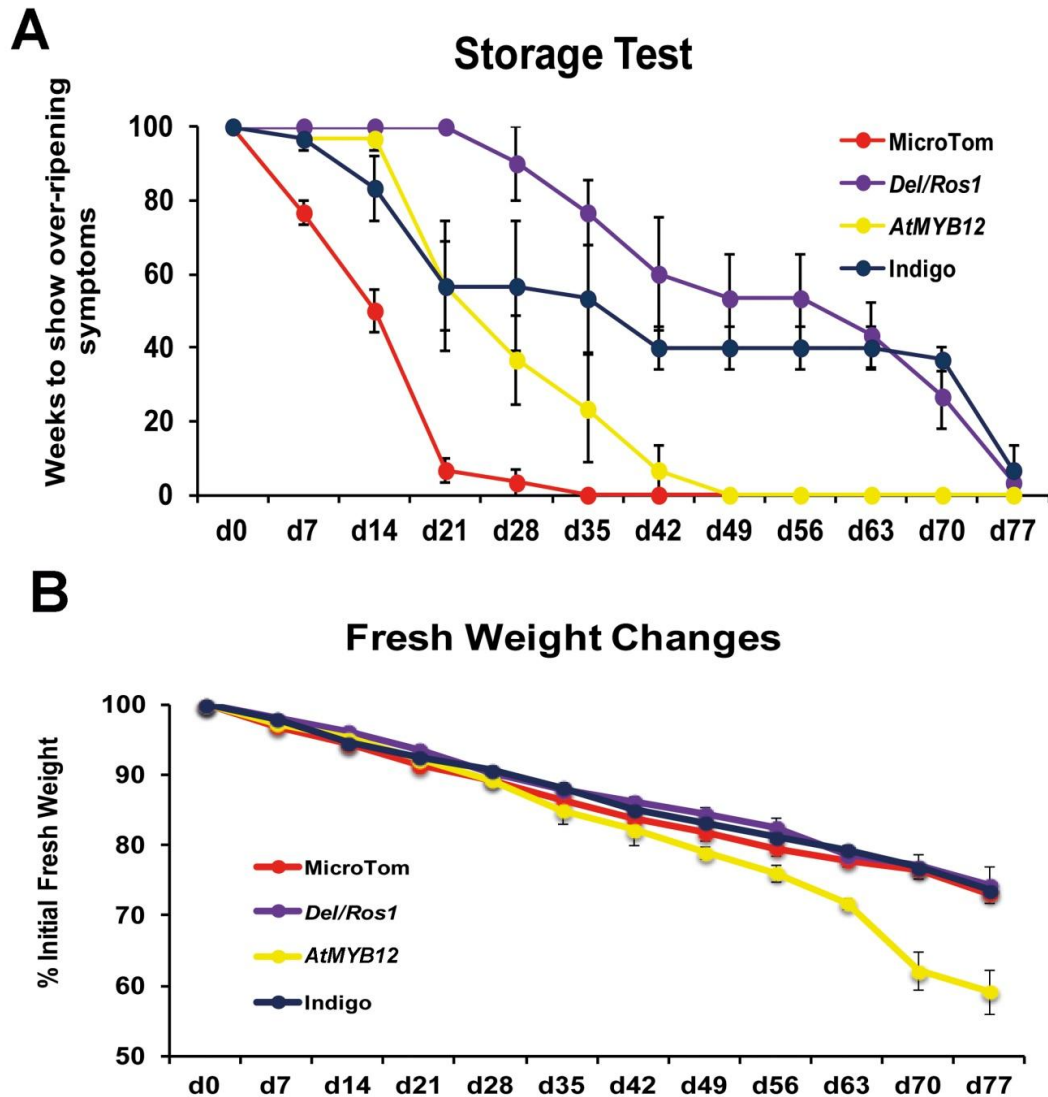 A
Storage Test
Weeks to show over-ripening
symptoms
100
80
60
40
20
0
d0 d7 d14 d21 d28 d35 d42 d49 d56 d63 d70 d77
MicroTom
Del/Ros1
AtMYB12
Indigo
B
Fresh Weight Changes
% Initial Fresh Weight
100
90
80
70
60
50
MicroTom
Del/Ros1
AtMYB12
Indigo
d0 d7 d14 d21 d28 d35 d42 d49 d56 d63 d70 d77